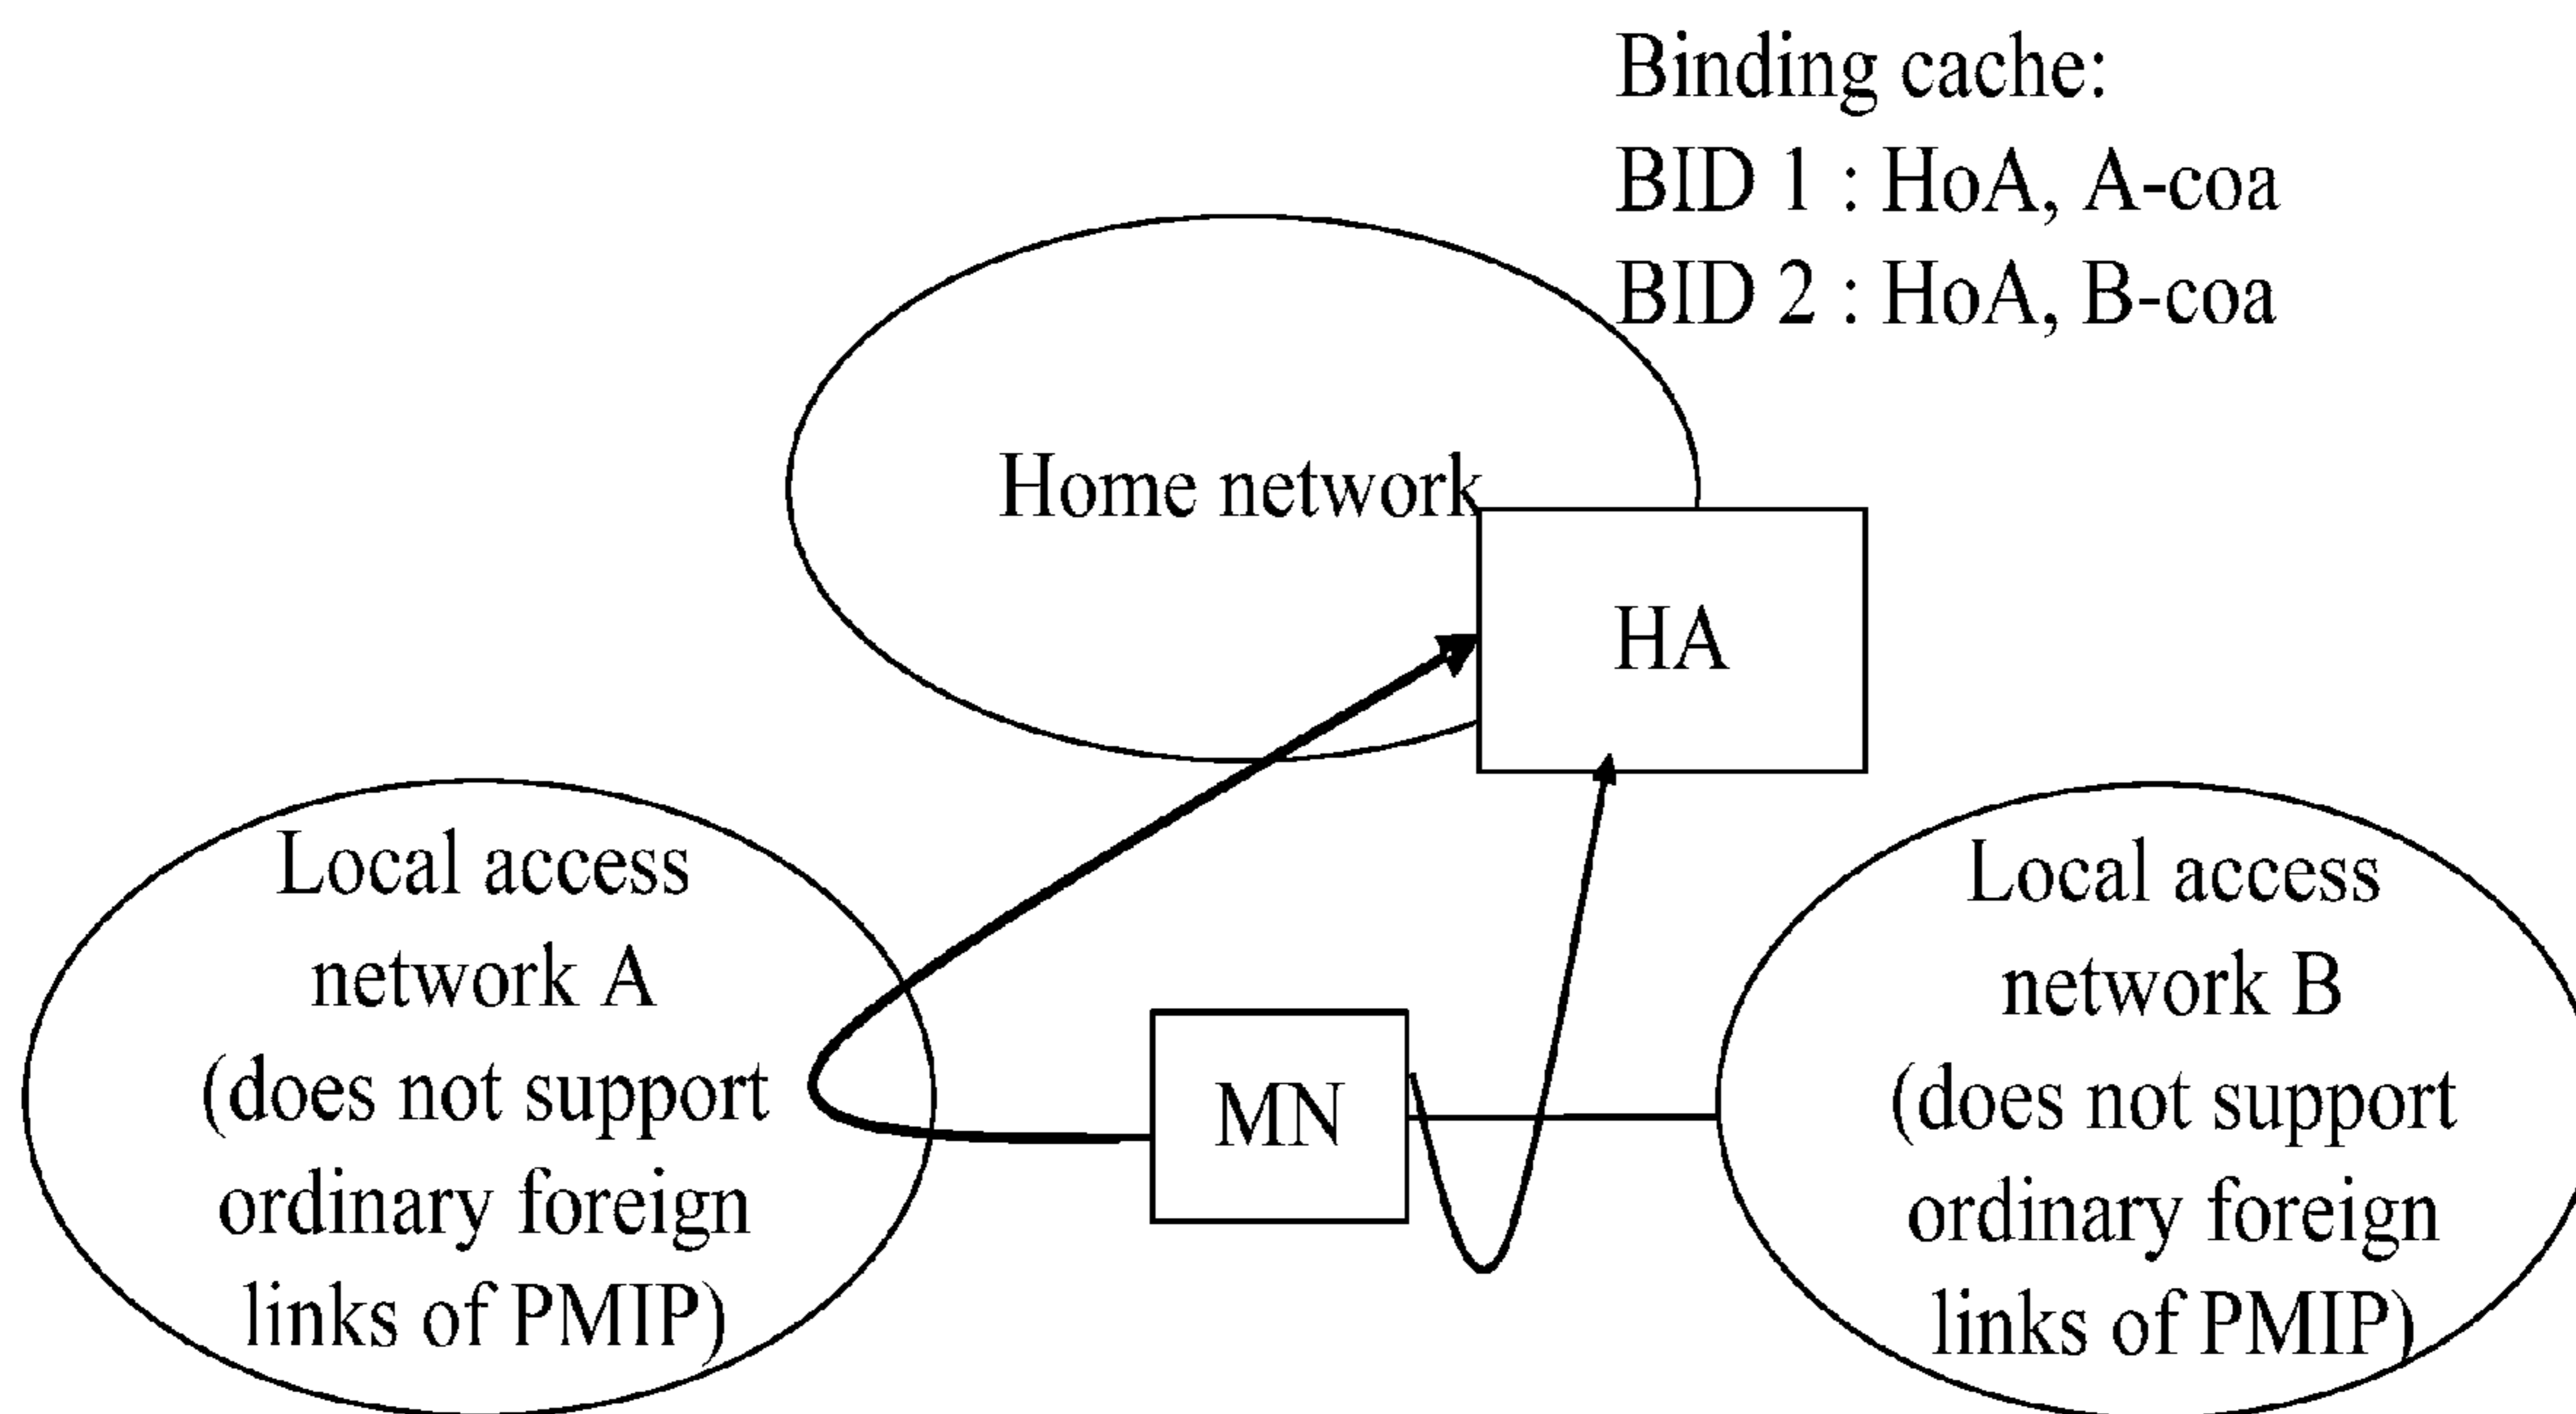 Binding cache:
BID 1 : HoA, A-coa
BID 2 : HoA, B-coa
Home network
HA
Local access
network A
(does not support
ordinary foreign
links of PMIP)
MN
Local access
network B
(does not support
ordinary foreign
links of PMIP)